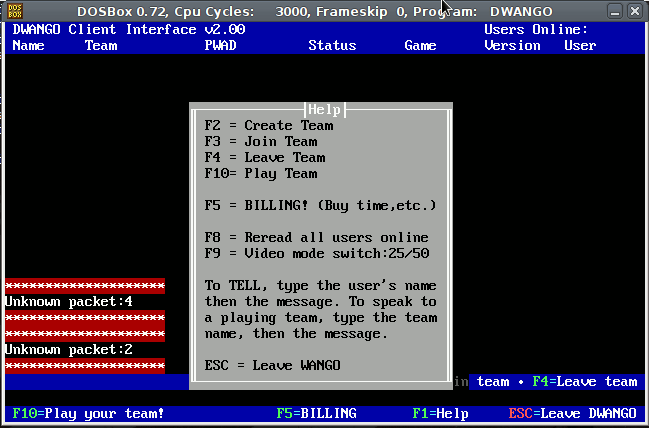 DOS BOX DOSBox 0.72, Cpu Cycles: 3000, Frameskip 0, Program: DWANGO
DWANGO Client Interface v2.00 Users Online:
Name Team PWAD Status Game Version User
Help
F2 = Create Team
F3 = Join Team
F4 = Leave Team
F10= Play Team
F5 = BILLING! (Buy time,etc.)
F8 = Reread all users online
F9 = Video mode switch:25/50
To TELL, type the user's name
then the message. To speak to
a playing team, type the team
name, then the message.
ESC = Leave WANGO
*********************
Unknown packet:4
*********************
*********************
Unknown packet:2
*********************
in team • F4=Leave team
F10=Play your team! F5=BILLING F1=Help ESC=Leave DWANGO